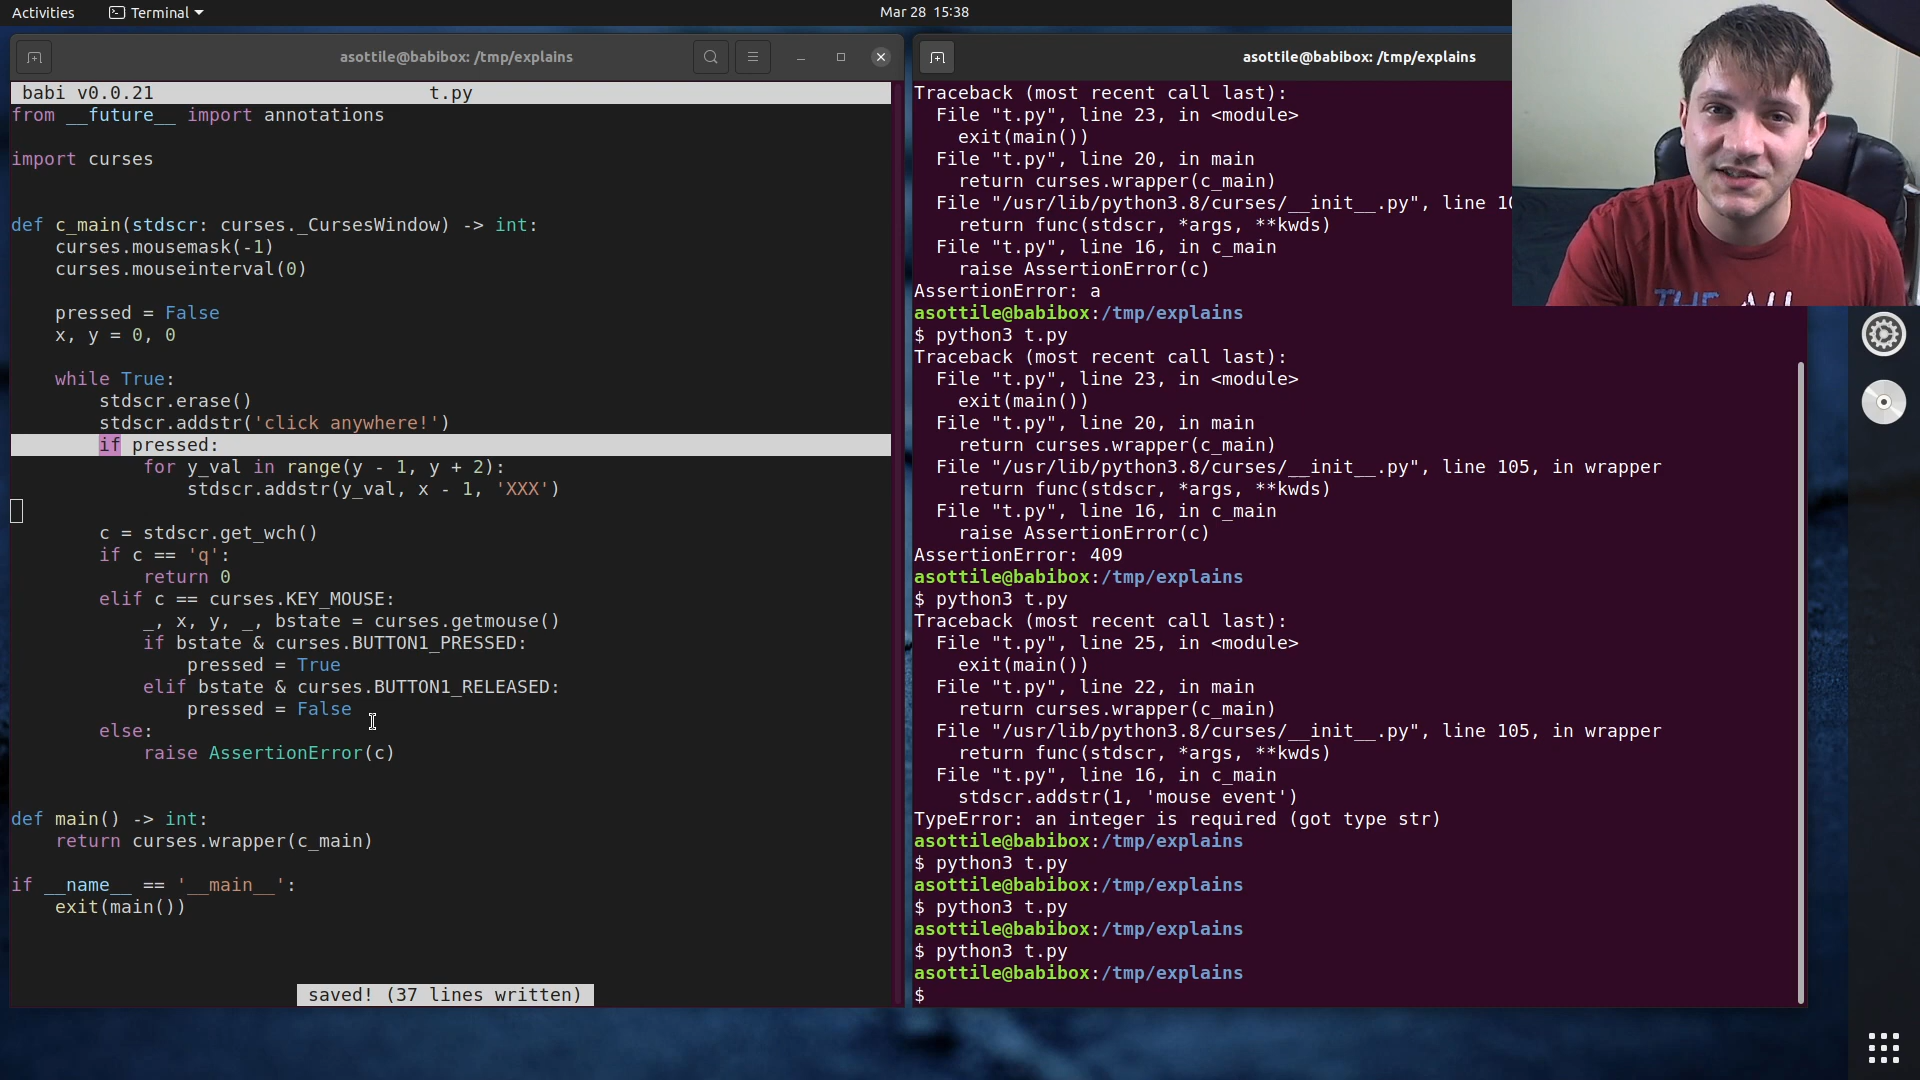 Activities
Terminal
Mar 28 15:38
asottile@babibox: /tmp/explains
babi v0.0.21 t.py
from __future__ import annotations
import curses
def c_main(stdscr: curses._CursesWindow) -> int:
    curses.mousemask(-1)
    curses.mouseinterval(0)
    pressed = False
    x, y = 0, 0
    while True:
        stdscr.erase()
        stdscr.addstr('click anywhere!')
        if pressed:
            for y_val in range(y - 1, y + 2):
                stdscr.addstr(y_val, x - 1, 'XXX')
        c = stdscr.get_wch()
        if c == 'q':
            return 0
        elif c == curses.KEY_MOUSE:
            _, x, y, _, bstate = curses.getmouse()
            if bstate & curses.BUTTON1_PRESSED:
                pressed = True
            elif bstate & curses.BUTTON1_RELEASED:
                pressed = False
        else:
            raise AssertionError(c)
def main() -> int:
    return curses.wrapper(c_main)
if __name__ == '__main__':
    exit(main())
saved! (37 lines written)
asottile@babibox: /tmp/explains
Traceback (most recent call last):
  File "t.py", line 23, in <module>
    exit(main())
  File "t.py", line 20, in main
    return curses.wrapper(c_main)
  File "/usr/lib/python3.8/curses/__init__.py", line 10
    return func(stdscr, *args, **kwds)
  File "t.py", line 16, in c_main
    raise AssertionError(c)
AssertionError: a
asottile@babibox:/tmp/explains
$ python3 t.py
Traceback (most recent call last):
  File "t.py", line 23, in <module>
    exit(main())
  File "t.py", line 20, in main
    return curses.wrapper(c_main)
  File "/usr/lib/python3.8/curses/__init__.py", line 105, in wrapper
    return func(stdscr, *args, **kwds)
  File "t.py", line 16, in c_main
    raise AssertionError(c)
AssertionError: 409
asottile@babibox:/tmp/explains
$ python3 t.py
Traceback (most recent call last):
  File "t.py", line 25, in <module>
    exit(main())
  File "t.py", line 22, in main
    return curses.wrapper(c_main)
  File "/usr/lib/python3.8/curses/__init__.py", line 105, in wrapper
    return func(stdscr, *args, **kwds)
  File "t.py", line 16, in c_main
    stdscr.addstr(1, 'mouse event')
TypeError: an integer is required (got type str)
asottile@babibox:/tmp/explains
$ python3 t.py
asottile@babibox:/tmp/explains
$ python3 t.py
asottile@babibox:/tmp/explains
$ python3 t.py
asottile@babibox:/tmp/explains
$
THE